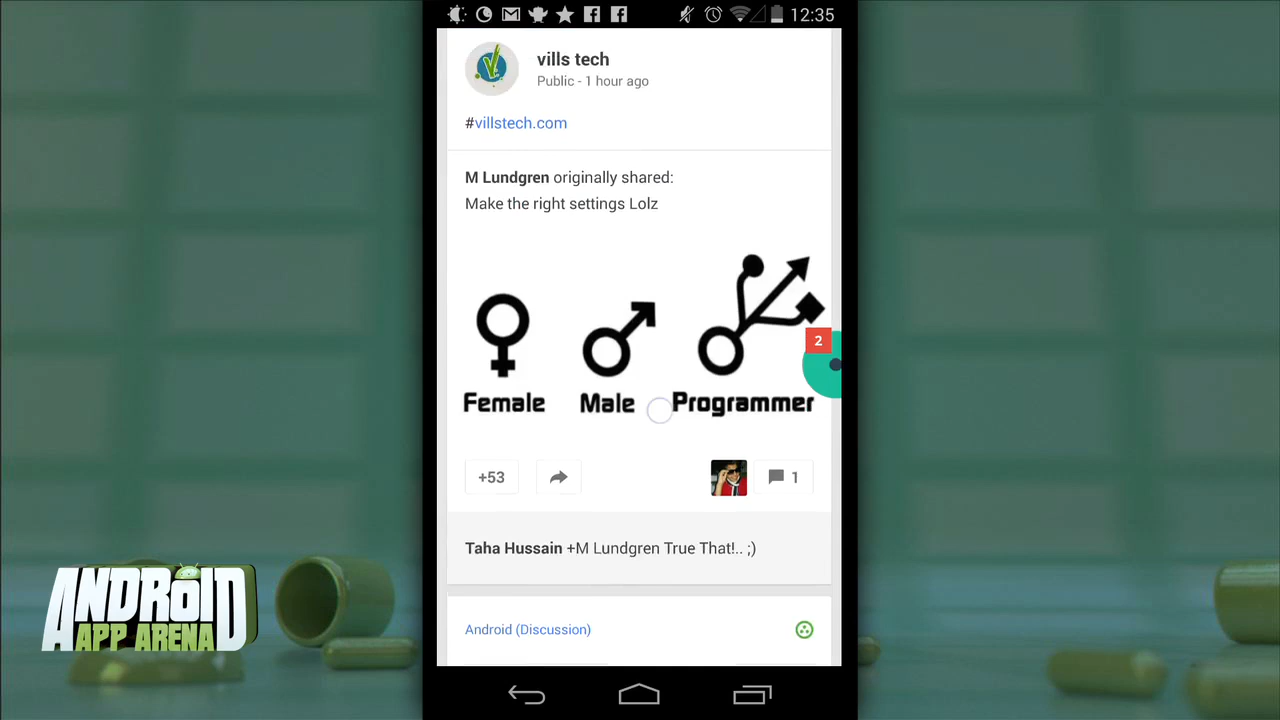 12:35
vills tech
Public - 1 hour ago
#villstech.com
M Lundgren originally shared:
Make the right settings Lolz
2
Female Male Programmer
+53 1
Taha Hussain +M Lundgren True That!.. ;)
ANDROID
APP ARENA
Android (Discussion)